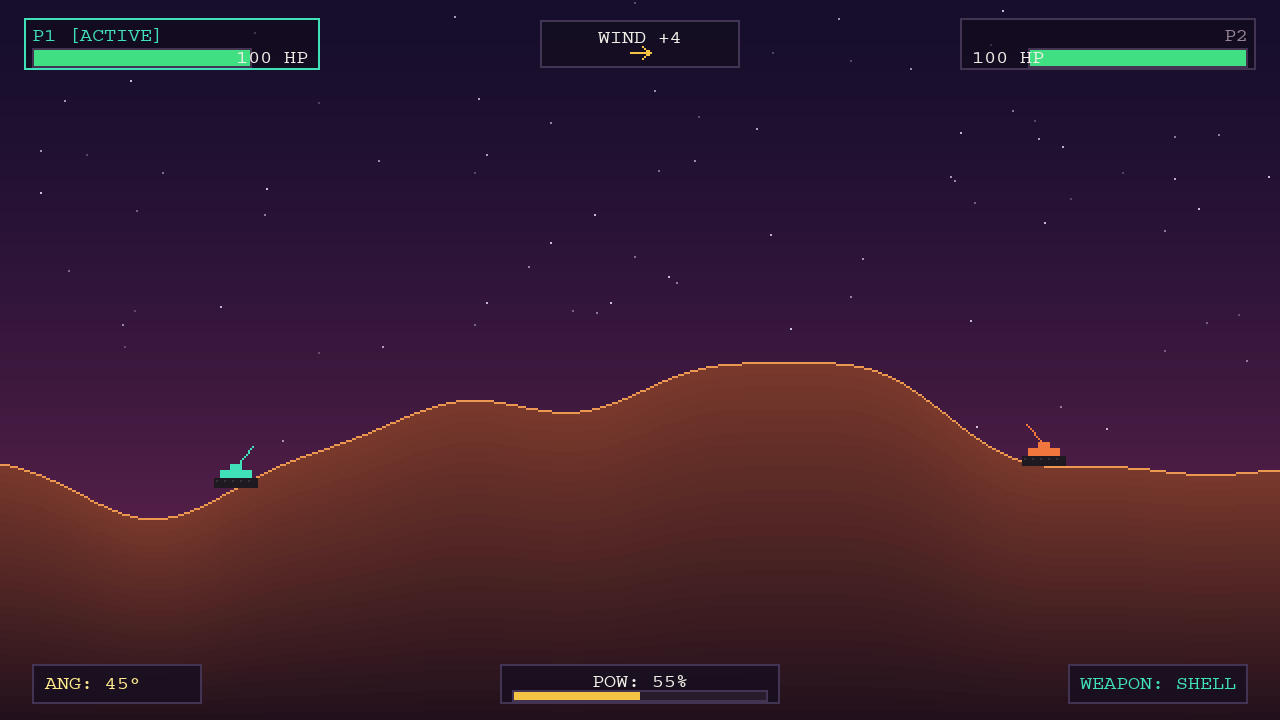 P1 [ACTIVE]
100 HP
WIND +4
P2
100 HP
ANG: 45°
POW: 55%
WEAPON: SHELL